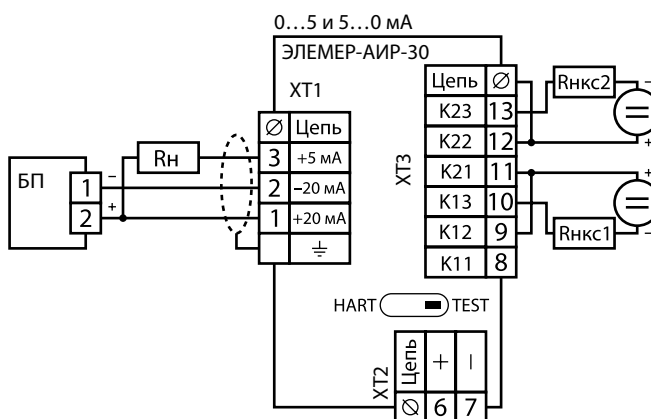 0…5 и 5…0 мА
ЭЛЕМЕР-АИР-30
XT1
∅ Цепь
3 +5 мА
2 –20 мА
1 +20 мА
БП
1 –
2 +
Rн
XT3
Цепь ∅
K23 13
K22 12
K21 11
K13 10
K12 9
K11 8
Rнкс2
–
+
+
–
Rнкс1
HART TEST
XT2
Цепь + –
∅ 6 7